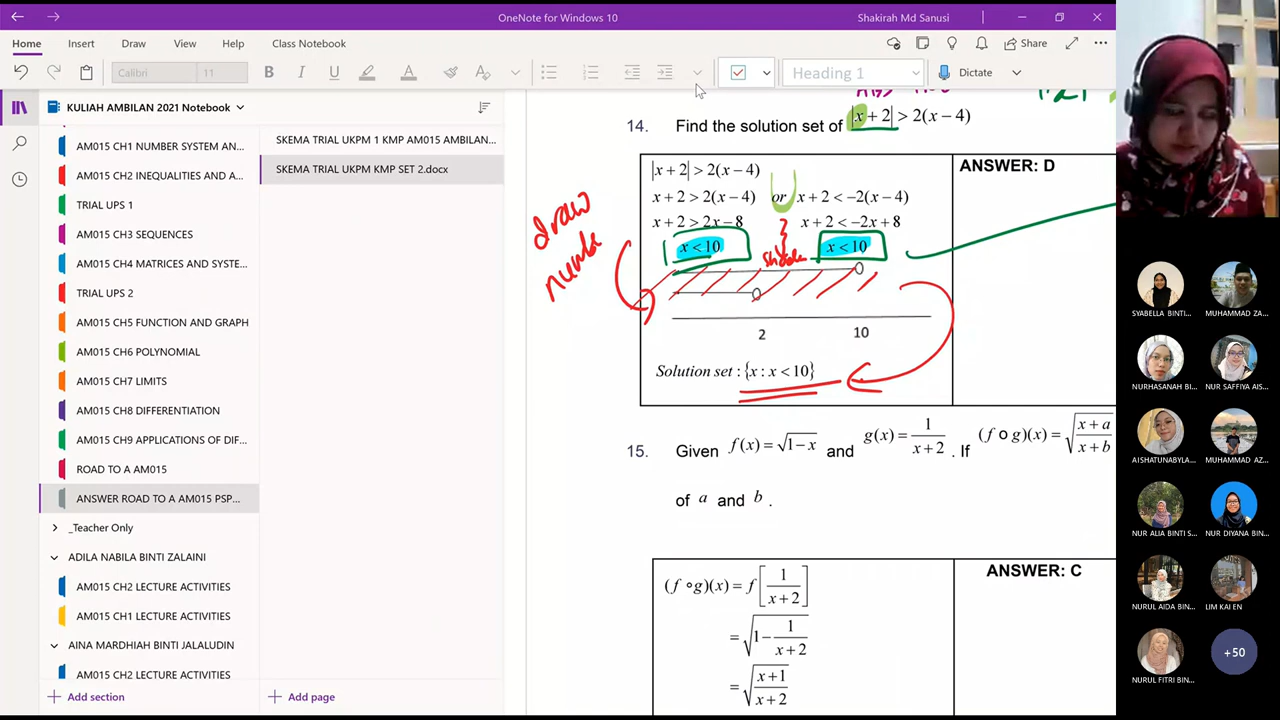 OneNote for Windows 10
Shakirah Md Sanusi
Home Insert Draw View Help Class Notebook
Share
Calibri 11 B I U A Heading 1 Dictate
KULIAH AMBILAN 2021 Notebook
AM015 CH1 NUMBER SYSTEM AN...
AM015 CH2 INEQUALITIES AND A...
TRIAL UPS 1
AM015 CH3 SEQUENCES
AM015 CH4 MATRICES AND SYSTE...
TRIAL UPS 2
AM015 CH5 FUNCTION AND GRAPH
AM015 CH6 POLYNOMIAL
AM015 CH7 LIMITS
AM015 CH8 DIFFERENTIATION
AM015 CH9 APPLICATIONS OF DIF...
ROAD TO A AM015
ANSWER ROAD TO A AM015 PSP...
_Teacher Only
ADILA NABILA BINTI ZALAINI
AM015 CH2 LECTURE ACTIVITIES
AM015 CH1 LECTURE ACTIVITIES
AINA MARDHIAH BINTI JALALUDIN
AM015 CH2 LECTURE ACTIVITIES
Add section
SKEMA TRIAL UKPM 1 KMP AM015 AMBILAN...
SKEMA TRIAL UKPM KMP SET 2.docx
Add page
14. Find the solution set of |x + 2| > 2(x − 4)
|x + 2| > 2(x − 4)
x + 2 > 2(x − 4) or x + 2 < −2(x − 4)
x + 2 > 2x − 8 x + 2 < −2x + 8
x < 10 x < 10
draw
2 10
Solution set : {x : x < 10}
ANSWER: D
15. Given f(x) = √(1 − x) and g(x) = 1/(x + 2) . If (f o g)(x) = √((x + a)/(x + b))
of a and b .
(f o g)(x) = f[1/(x + 2)]
= √(1 − 1/(x + 2))
= √((x + 1)/(x + 2))
ANSWER: C
SYABELLA BINTI... MUHAMMAD ZA...
NURHASANAH BI... NUR SAFFIYA AIS...
AISHATUNABYLA... MUHAMMAD AZ...
NUR ALIA BINTI S... NUR DIYANA BIN...
NURUL AIDA BIN... LIM KAI EN
NURUL FITRI BIN... +50